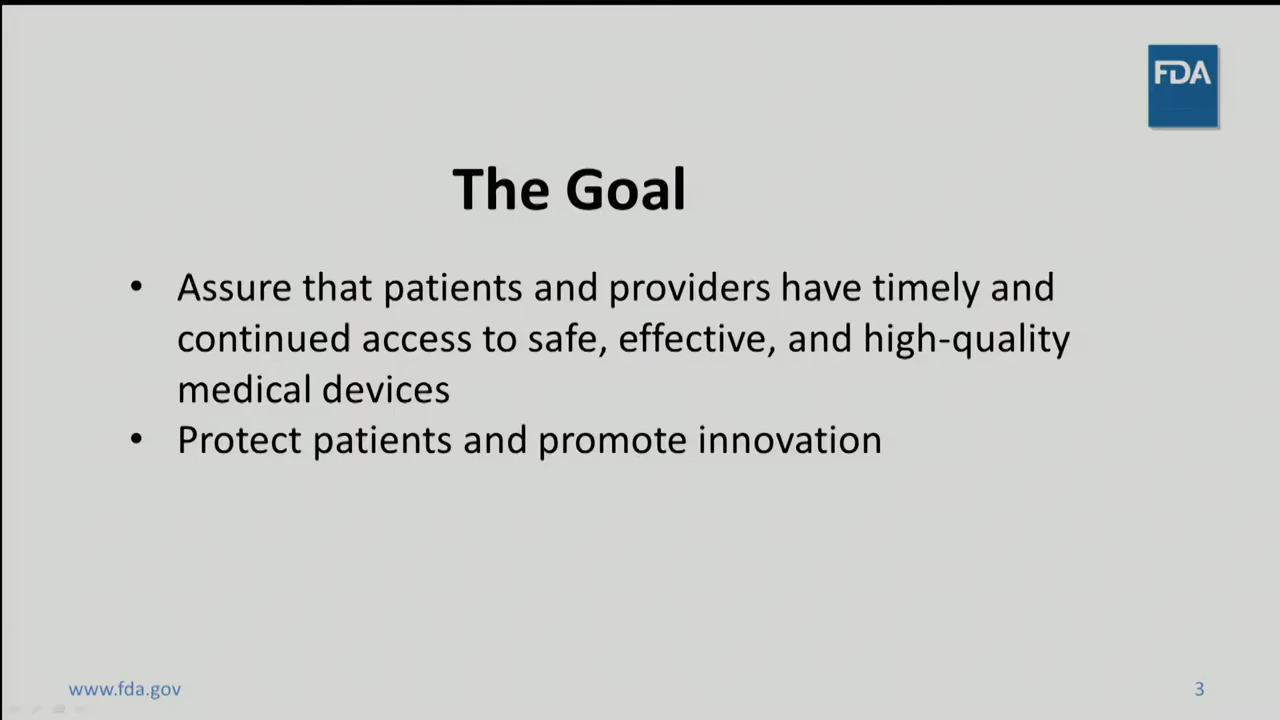 FDA
The Goal
• Assure that patients and providers have timely and
continued access to safe, effective, and high-quality
medical devices
• Protect patients and promote innovation
www.fda.gov
3